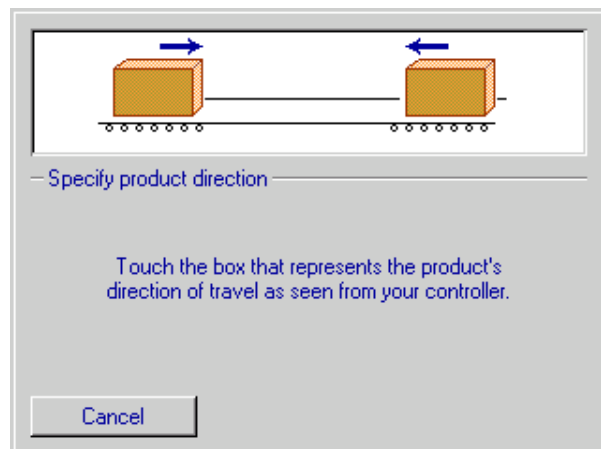 Specify product direction
Touch the box that represents the product's
direction of travel as seen from your controller.
Cancel